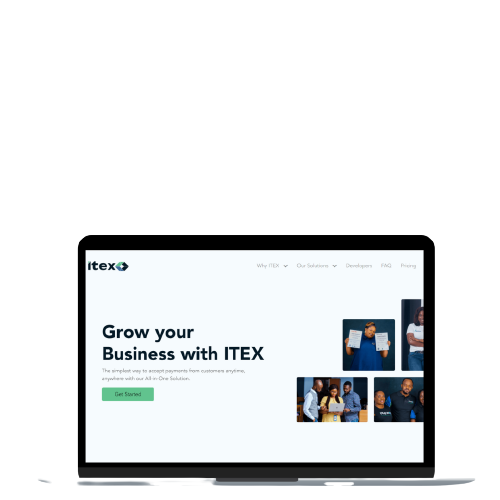 itex
Why ITEX
Our Solutions
Developers
FAQ
Pricing
Grow your
Business with ITEX
The simplest way to accept payments from customers anytime,
anywhere with our All-in-One Solution.
Get Started